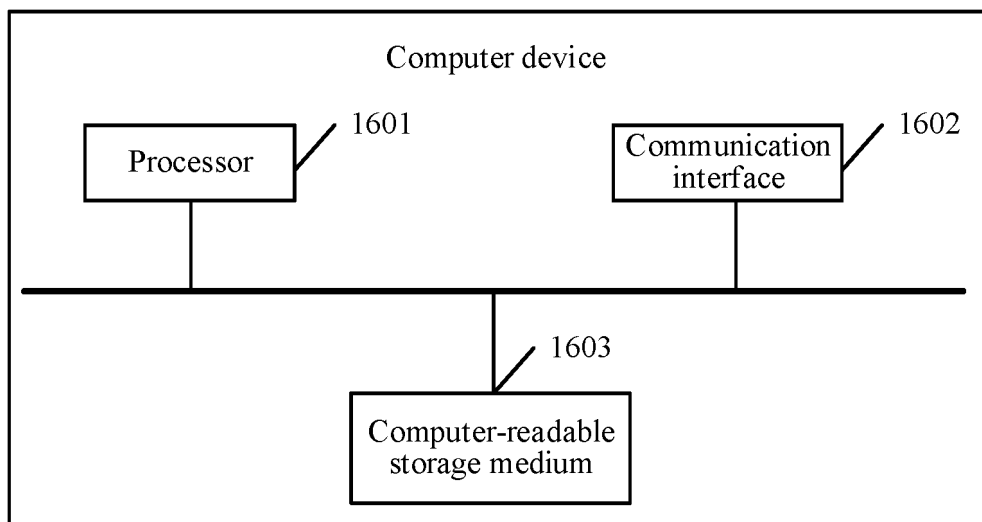 Computer device
1601
Processor
1602
Communication
interface
1603
Computer-readable
storage medium